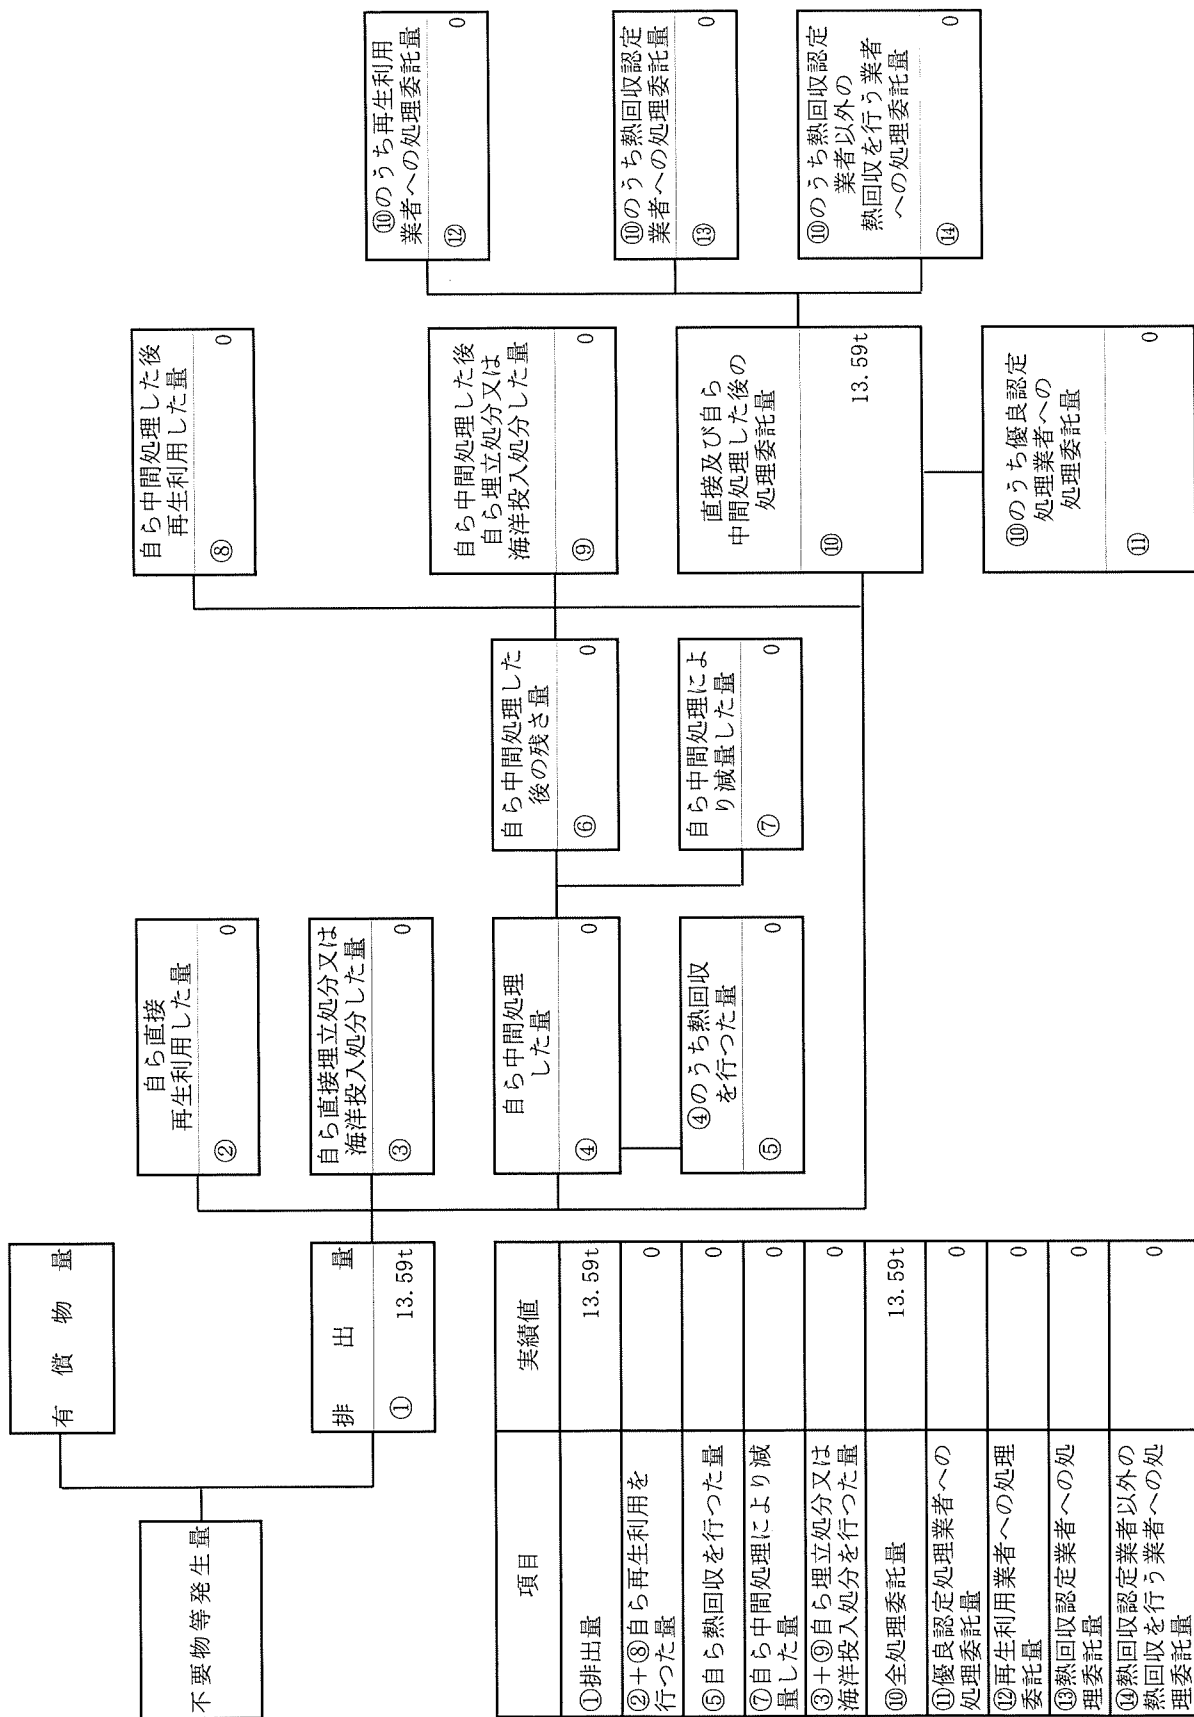 不要物等発生量
有償物量
排出量
① 13.59t
自ら直接
再生利用した量
② 0
自ら直接埋立処分又は
海洋投入処分した量
③ 0
自ら中間処理
した量
④ 0
④のうち熱回収
を行つた量
⑤ 0
自ら中間処理した
後の残さ量
⑥ 0
自ら中間処理によ
り減量した量
⑦ 0
自ら中間処理した後
再生利用した量
⑧ 0
自ら中間処理した後
自ら埋立処分又は
海洋投入処分した量
⑨ 0
直接及び自ら
中間処理した後の
処理委託量
⑩ 13.59t
⑩のうち優良認定
処理業者への
処理委託量
⑪ 0
⑩のうち再生利用
業者への処理委託量
⑫ 0
⑩のうち熱回収認定
業者への処理委託量
⑬ 0
⑩のうち熱回収認定
業者以外の
熱回収を行う業者
への処理委託量
⑭ 0
項目 実績値
①排出量 13.59t
②+⑧自ら再生利用を
行つた量 0
⑤自ら熱回収を行つた量 0
⑦自ら中間処理により減
量した量 0
③+⑨自ら埋立処分又は
海洋投入処分を行つた量 0
⑩全処理委託量 13.59t
⑪優良認定処理業者への
処理委託量 0
⑫再生利用業者への処理
委託量 0
⑬熱回収認定業者への処
理委託量 0
⑭熱回収認定業者以外の
熱回収を行う業者への処
理委託量 0